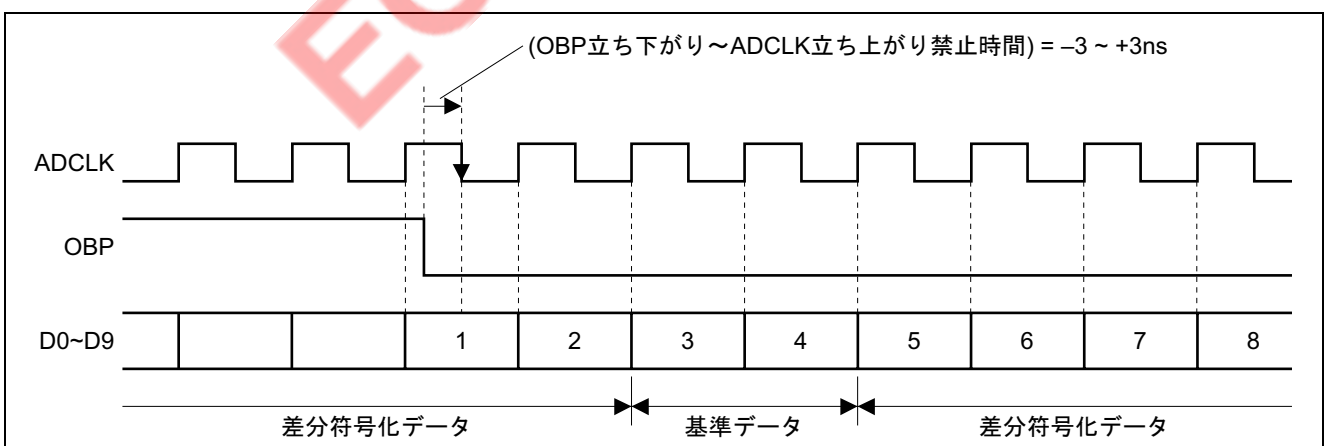 (OBP立ち下がり～ADCLK立ち上がり禁止時間) = –3 ~ +3ns
ADCLK
OBP
D0~D9 1 2 3 4 5 6 7 8
差分符号化データ 基準データ 差分符号化データ